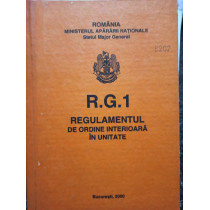 ROMÂNIA
MINISTERUL APĂRĂRII NAȚIONALE
Statul Major General
R.G.1
REGULAMENTUL
DE ORDINE INTERIOARĂ
ÎN UNITATE
București, 2000